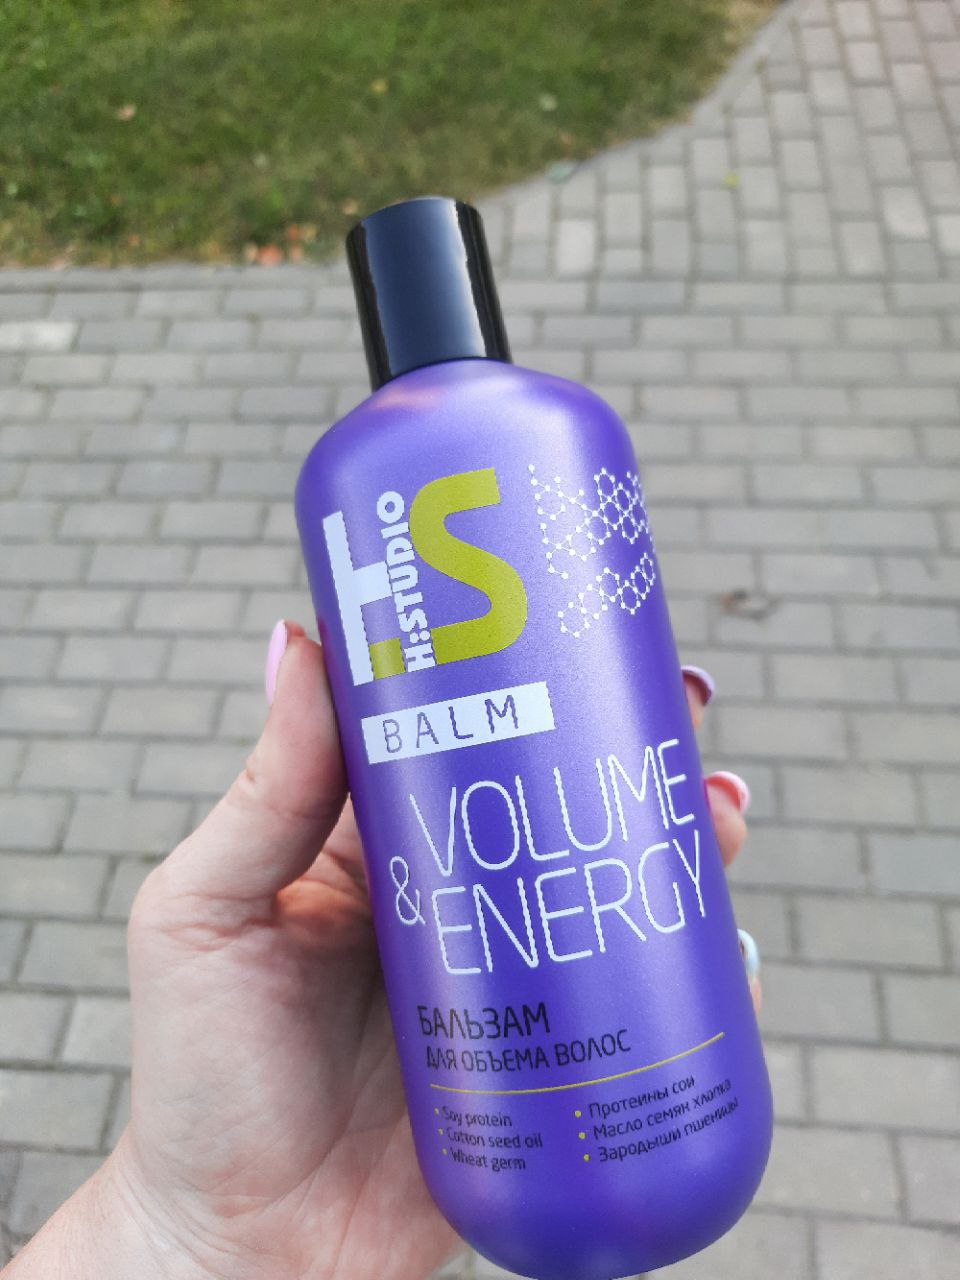 HS
H:STUDIO
BALM
VOLUME
& ENERGY
БАЛЬЗАМ
ДЛЯ ОБЪЕМА ВОЛОС
• Soy protein
• Cotton seed oil
• Wheat germ
• Протеины сои
• Масло семян хлопка
• Зародыши пшеницы